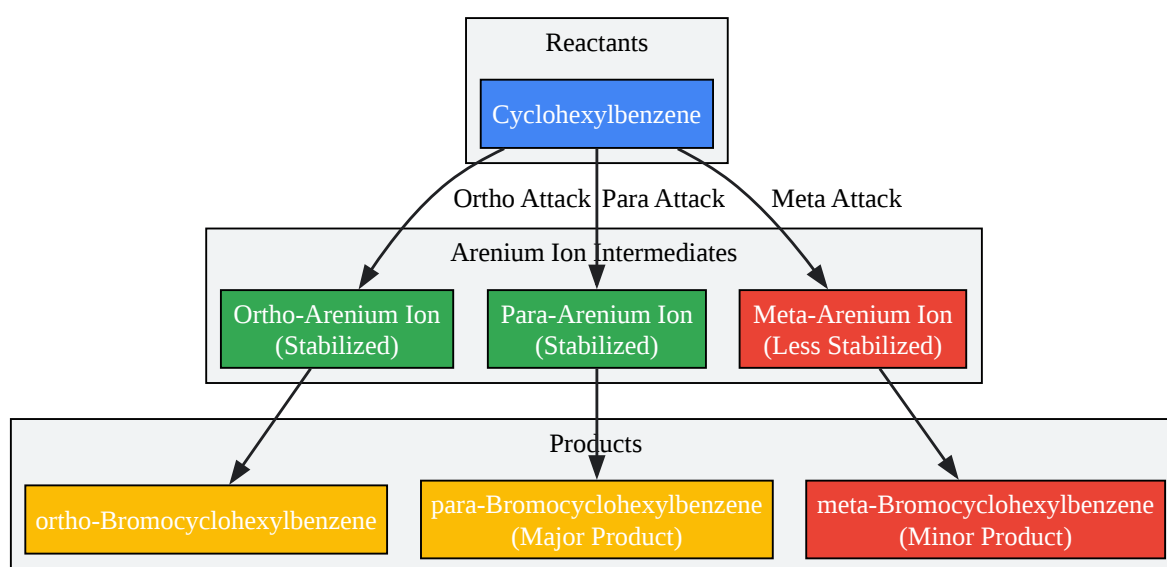 Reactants
Cyclohexylbenzene
Ortho Attack
Para Attack
Meta Attack
Arenium Ion Intermediates
Ortho-Arenium Ion
(Stabilized)
Para-Arenium Ion
(Stabilized)
Meta-Arenium Ion
(Less Stabilized)
Products
ortho-Bromocyclohexylbenzene
para-Bromocyclohexylbenzene
(Major Product)
meta-Bromocyclohexylbenzene
(Minor Product)